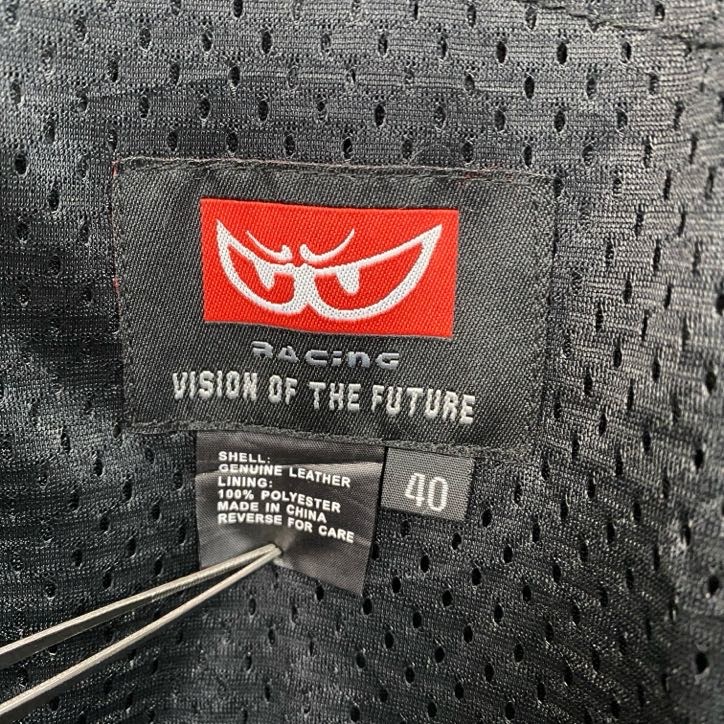 RACING
VISION OF THE FUTURE
SHELL:
GENUINE LEATHER
LINING:
100% POLYESTER
MADE IN CHINA
REVERSE FOR CARE
40